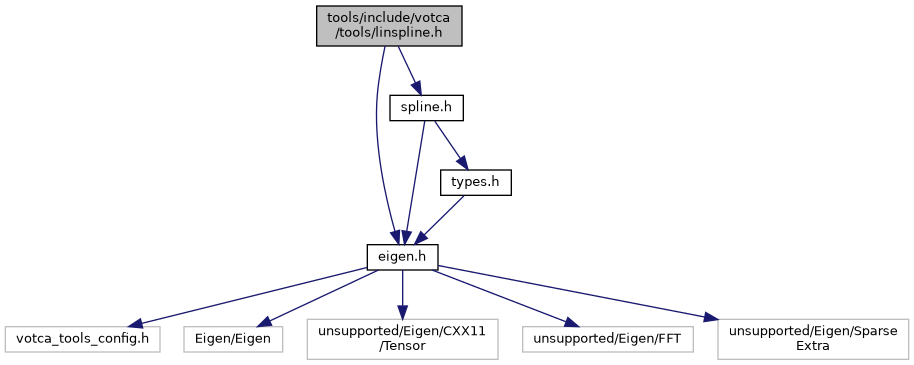 tools/include/votca
/tools/linspline.h
spline.h
types.h
eigen.h
votca_tools_config.h
Eigen/Eigen
unsupported/Eigen/CXX11
/Tensor
unsupported/Eigen/FFT
unsupported/Eigen/Sparse
Extra